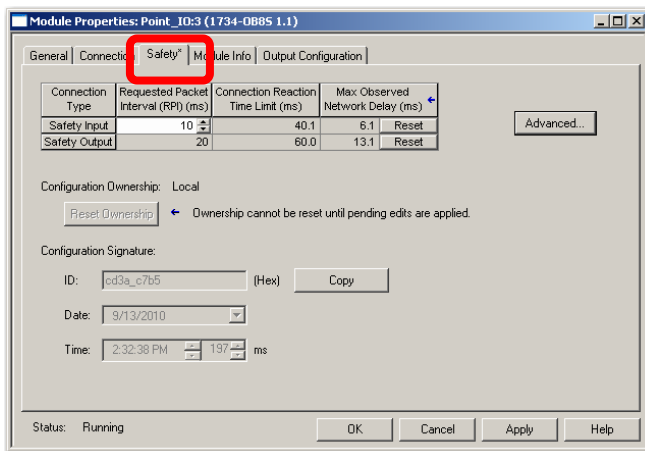 Module Properties: Point_IO:3 (1734-OB8S 1.1)
General Connection Safety* Module Info Output Configuration
Connection Type Requested Packet Interval (RPI) (ms) Connection Reaction Time Limit (ms) Max Observed Network Delay (ms)
Safety Input 10 40.1 6.1 Reset
Safety Output 20 60.0 13.1 Reset
Advanced...
Configuration Ownership: Local
Reset Ownership Ownership cannot be reset until pending edits are applied.
Configuration Signature:
ID: cd3a_c7b5 (Hex) Copy
Date: 9/13/2010
Time: 2:32:38 PM 197 ms
Status: Running OK Cancel Apply Help